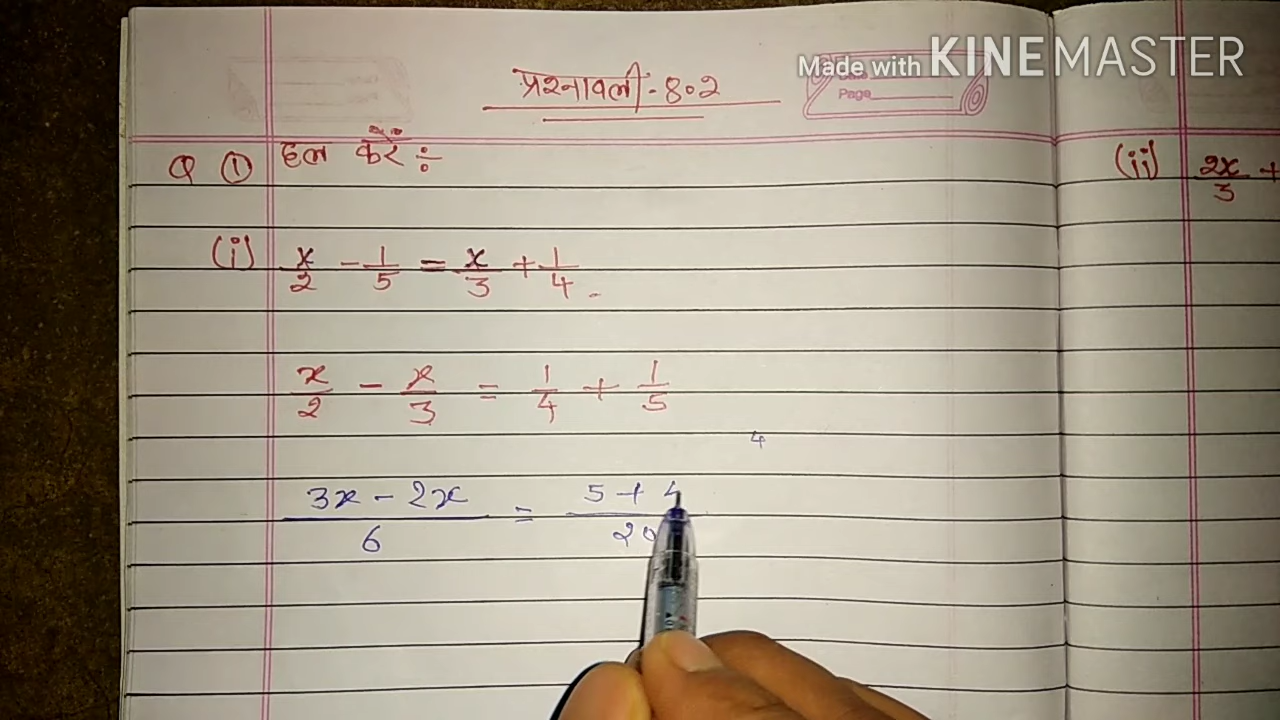 Made with KINEMASTER
Page
प्रश्नावली - 8.2
Q ① हल करें ÷
(i) x/2 - 1/5 = x/3 + 1/4
x/2 - x/3 = 1/4 + 1/5
4
3x - 2x / 6 = 5 + 4 / 20
(ii) 2x/3 +